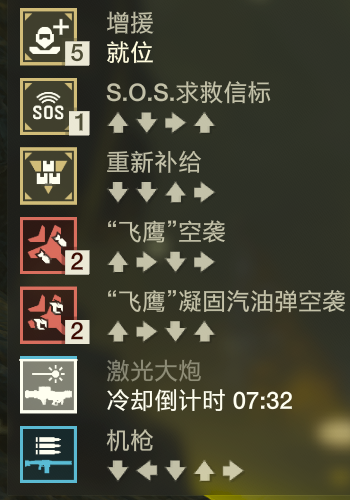 增援
5
就位
S.O.S.求救信标
SOS
1
↑ ↓ → ↑
重新补给
↓ ↓ ↑ →
“飞鹰”空袭
2
↑ → ↓ →
“飞鹰”凝固汽油弹空袭
2
↑ → ↓ ↑
激光大炮
冷却倒计时 07:32
机枪
↓ ← ↓ ↑ →